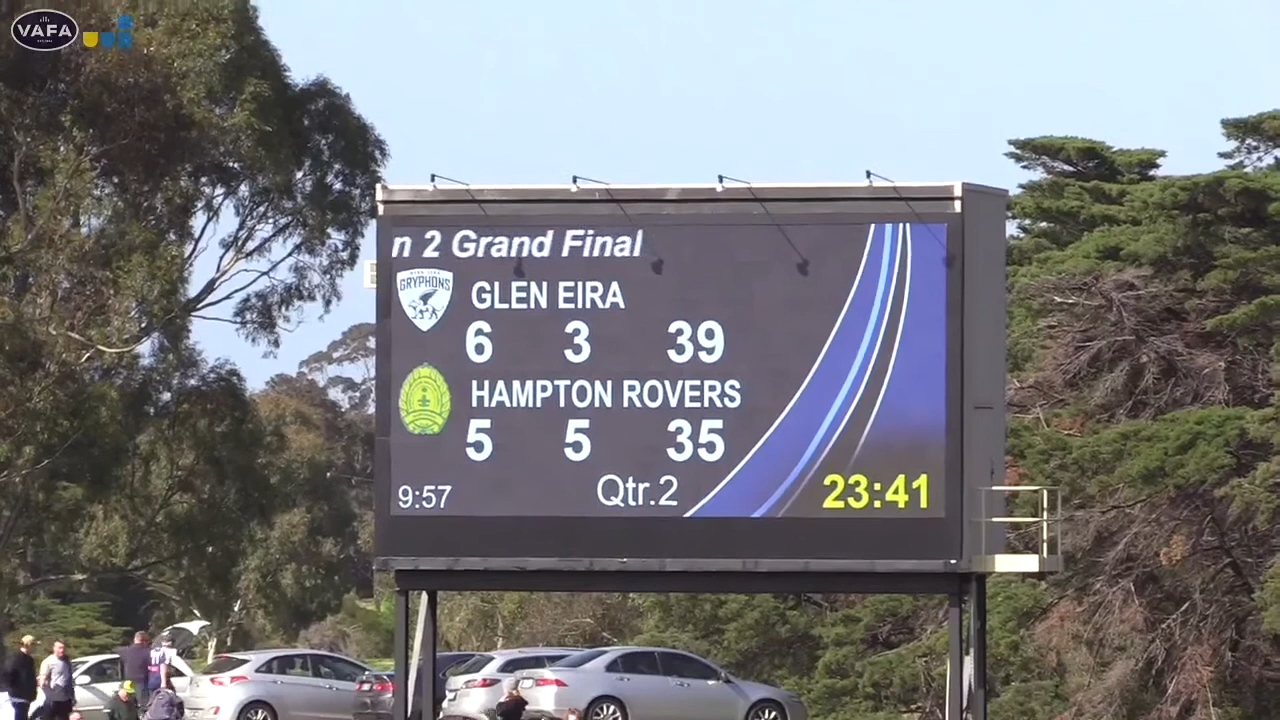 VAFA
n 2 Grand Final
GRYPHONS
GLEN EIRA
6 3 39
HAMPTON ROVERS
5 5 35
9:57 Qtr.2 23:41